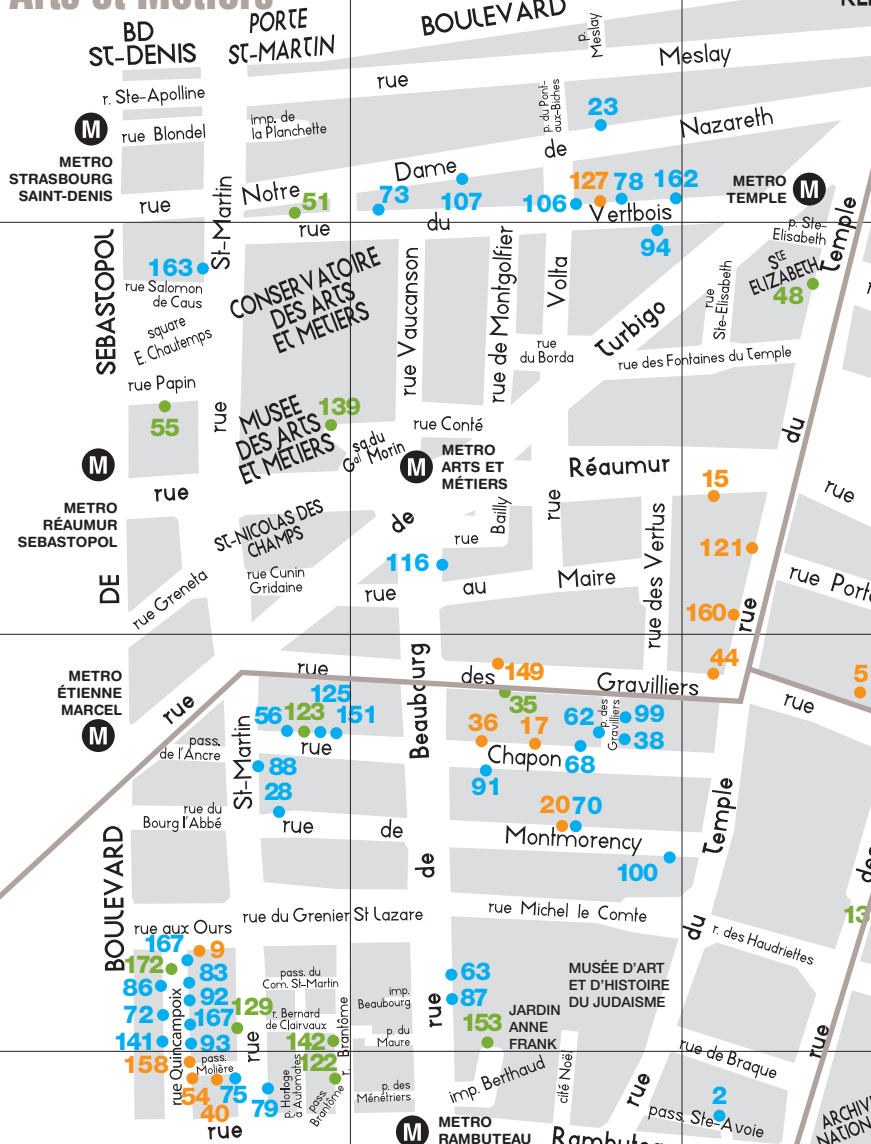 Arts et Métiers
BD
ST-DENIS
PORTE
ST-MARTIN
BOULEVARD
p.
Meslay
rue
Meslay
r. Ste-Apolline
M
rue Blondel
imp. de
la Planchette
p. du Pont-
aux-Biches
23
Nazareth
de
METRO
STRASBOURG
SAINT-DENIS
rue
St-Martin
Notre
51
Dame
73
107
106
127
78
162
METRO
TEMPLE
M
rue
du
Vertbois
94
p. Ste-
Elisabeth
Temple
STE
ELIZABETH
48
163
rue Salomon
de Caus
SEBASTOPOL
square
E. Chautemps
CONSERVATOIRE
DES ARTS
ET METIERS
rue Vaucanson
rue de Montgolfier
Volta
rue
Ste-Elisabeth
Turbigo
rue
du Borda
rue des Fontaines du Temple
rue Papin
55
rue
MUSEE
DES ARTS
ET METIERS
139
sq.du
Gal Morin
rue Conté
du
M
METRO
RÉAUMUR
SEBASTOPOL
rue
M
METRO
ARTS ET
MÉTIERS
Réaumur
15
rue
ST-NICOLAS DES
CHAMPS
de
rue
Bailly
rue
rue des Vertus
121
116
DE
rue Greneta
rue Cunin
Gridaine
rue
au
Maire
160
rue
rue Porte
METRO
ÉTIENNE
MARCEL
M
rue
rue
Beaubourg
des
149
35
Gravilliers
44
5
rue
125
56
123
151
rue
36
17
62
p. des
Gravilliers
99
38
pass.
de l'Ancre
St-Martin
88
28
Chapon
68
91
20
70
Temple
rue du
Bourg l'Abbé
rue
de
Montmorency
100
BOULEVARD
de
des
rue du Grenier St Lazare
rue Michel le Comte
13
rue aux Ours
167
9
172
83
86
92
72
167
141
93
rue Quincampoix
158
pass.
Molière
54
40
75
79
rue
129
rue
pass. du
Com. St-Martin
r. Bernard
de Clairvaux
142
122
r. Brantôme
p. Horloge
à Automates
pass.
Brantôme
imp.
Beaubourg
p. du
Maure
p. des
Ménétriers
rue
63
87
153
JARDIN
ANNE
FRANK
MUSÉE D'ART
ET D'HISTOIRE
DU JUDAISME
du
r. des Haudriettes
imp. Berthaud
cité Noël
rue
rue de Braque
rue
2
pass. Ste-Avoie
M
METRO
RAMBUTEAU